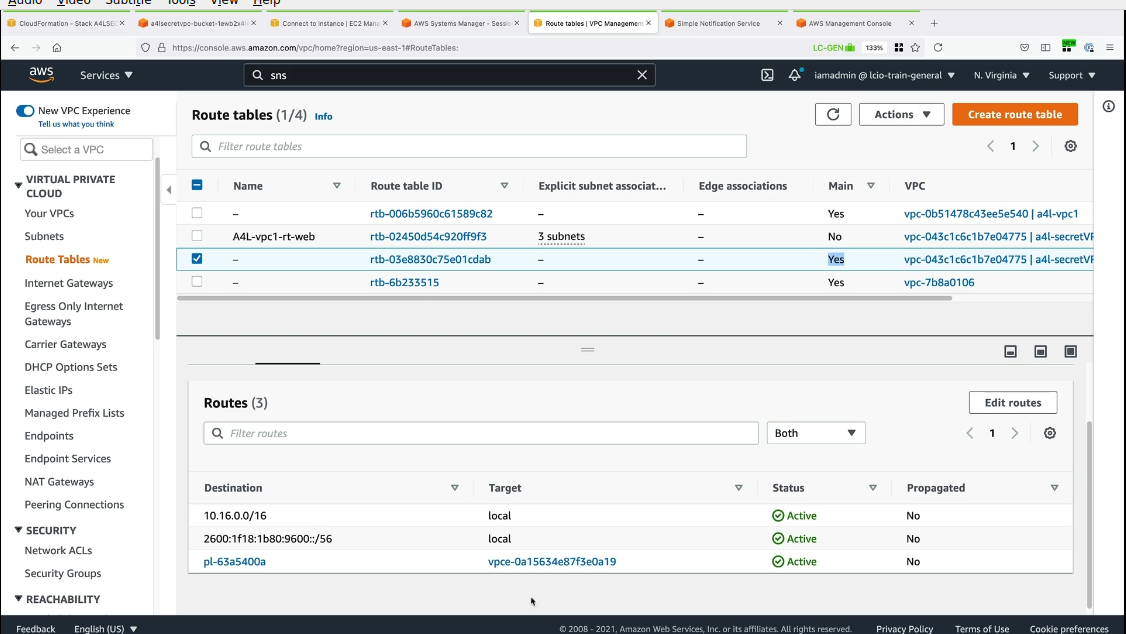 Audio Video Subtitle Tools View Help
CloudFormation - Stack A4LSEC a4lsecretvpc-bucket-1ewb2x4l Connect to instance | EC2 Man AWS Systems Manager - Sessi Route tables | VPC Management Simple Notification Service AWS Management Console
https://console.aws.amazon.com/vpc/home?region=us-east-1#RouteTables: LC-GEN 133% NEW
aws Services ▼ sns iamadmin @ lcio-train-general ▼ N. Virginia ▼ Support ▼
New VPC Experience
Tell us what you think
Select a VPC
VIRTUAL PRIVATE
CLOUD
Your VPCs
Subnets
Route Tables New
Internet Gateways
Egress Only Internet
Gateways
Carrier Gateways
DHCP Options Sets
Elastic IPs
Managed Prefix Lists
Endpoints
Endpoint Services
NAT Gateways
Peering Connections
SECURITY
Network ACLs
Security Groups
REACHABILITY
Route tables (1/4) Info
Actions ▼ Create route table
Filter route tables
1
Name Route table ID Explicit subnet associat... Edge associations Main VPC
– rtb-006b5960c61589c82 – – Yes vpc-0b51478c43ee5e540 | a4l-vpc1
A4L-vpc1-rt-web rtb-02450d54c920ff9f3 3 subnets – No vpc-043c1c6c1b7e04775 | a4l-secretVP
– rtb-03e8830c75e01cdab – – Yes vpc-043c1c6c1b7e04775 | a4l-secretVP
– rtb-6b233515 – – Yes vpc-7b8a0106
Routes (3)
Edit routes
Filter routes Both ▼ 1
Destination Target Status Propagated
10.16.0.0/16 local Active No
2600:1f18:1b80:9600::/56 local Active No
pl-63a5400a vpce-0a15634e87f3e0a19 Active No
Feedback English (US) ▼ © 2008 - 2021, Amazon Web Services, Inc. or its affiliates. All rights reserved. Privacy Policy Terms of Use Cookie preferences